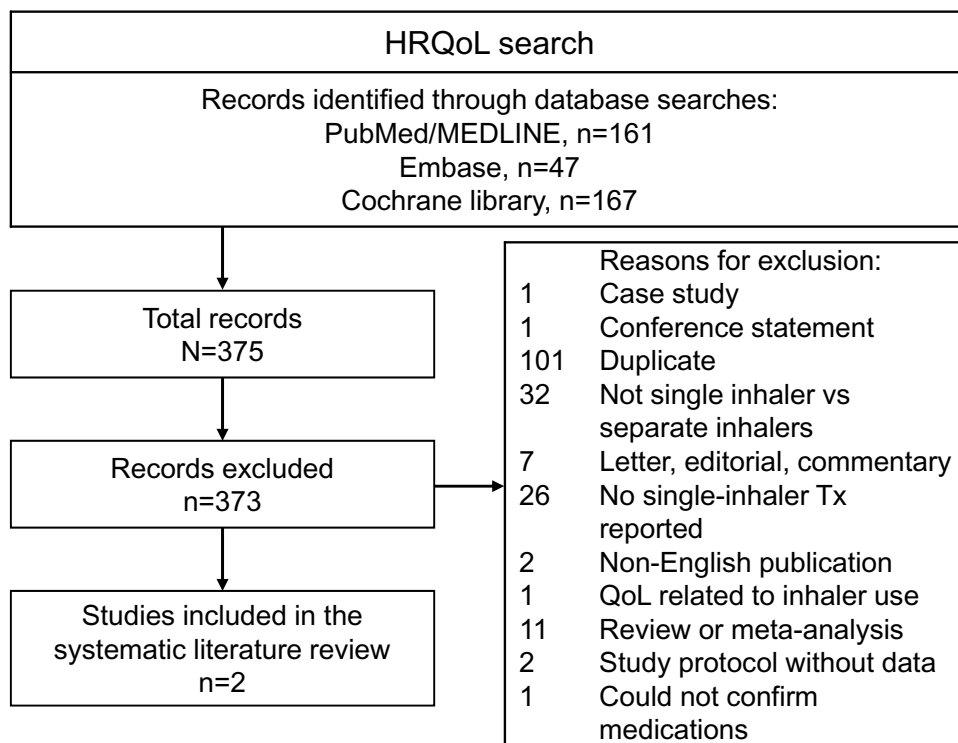 HRQoL search
Records identified through database searches:
PubMed/MEDLINE, n=161
Embase, n=47
Cochrane library, n=167
Total records
N=375
Records excluded
n=373
Studies included in the
systematic literature review
n=2
Reasons for exclusion:
1 Case study
1 Conference statement
101 Duplicate
32 Not single inhaler vs
separate inhalers
7 Letter, editorial, commentary
26 No single-inhaler Tx
reported
2 Non-English publication
1 QoL related to inhaler use
11 Review or meta-analysis
2 Study protocol without data
1 Could not confirm
medications